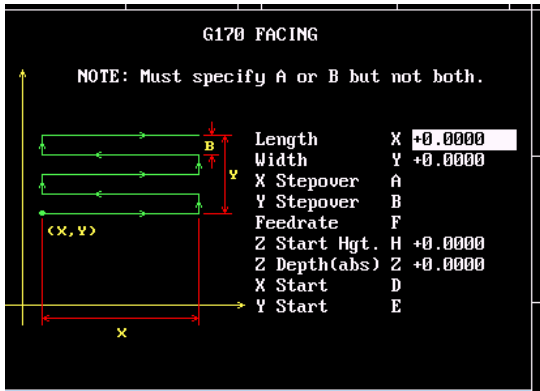 G170 FACING
NOTE: Must specify A or B but not both.
B
Y
(X,Y)
X
Length X +0.0000
Width Y +0.0000
X Stepover A
Y Stepover B
Feedrate F
Z Start Hgt. H +0.0000
Z Depth(abs) Z +0.0000
X Start D
Y Start E